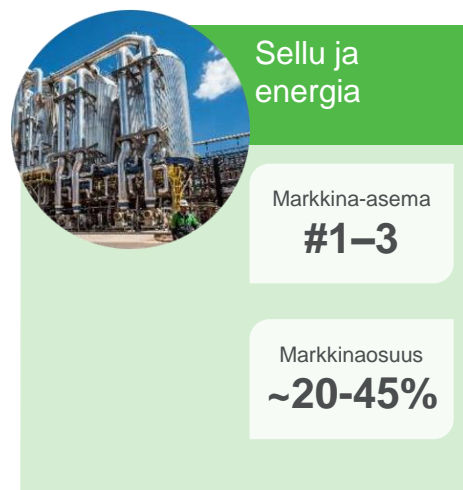 Sellu ja
energia
Markkina-asema
#1–3
Markkinaosuus
~20-45%